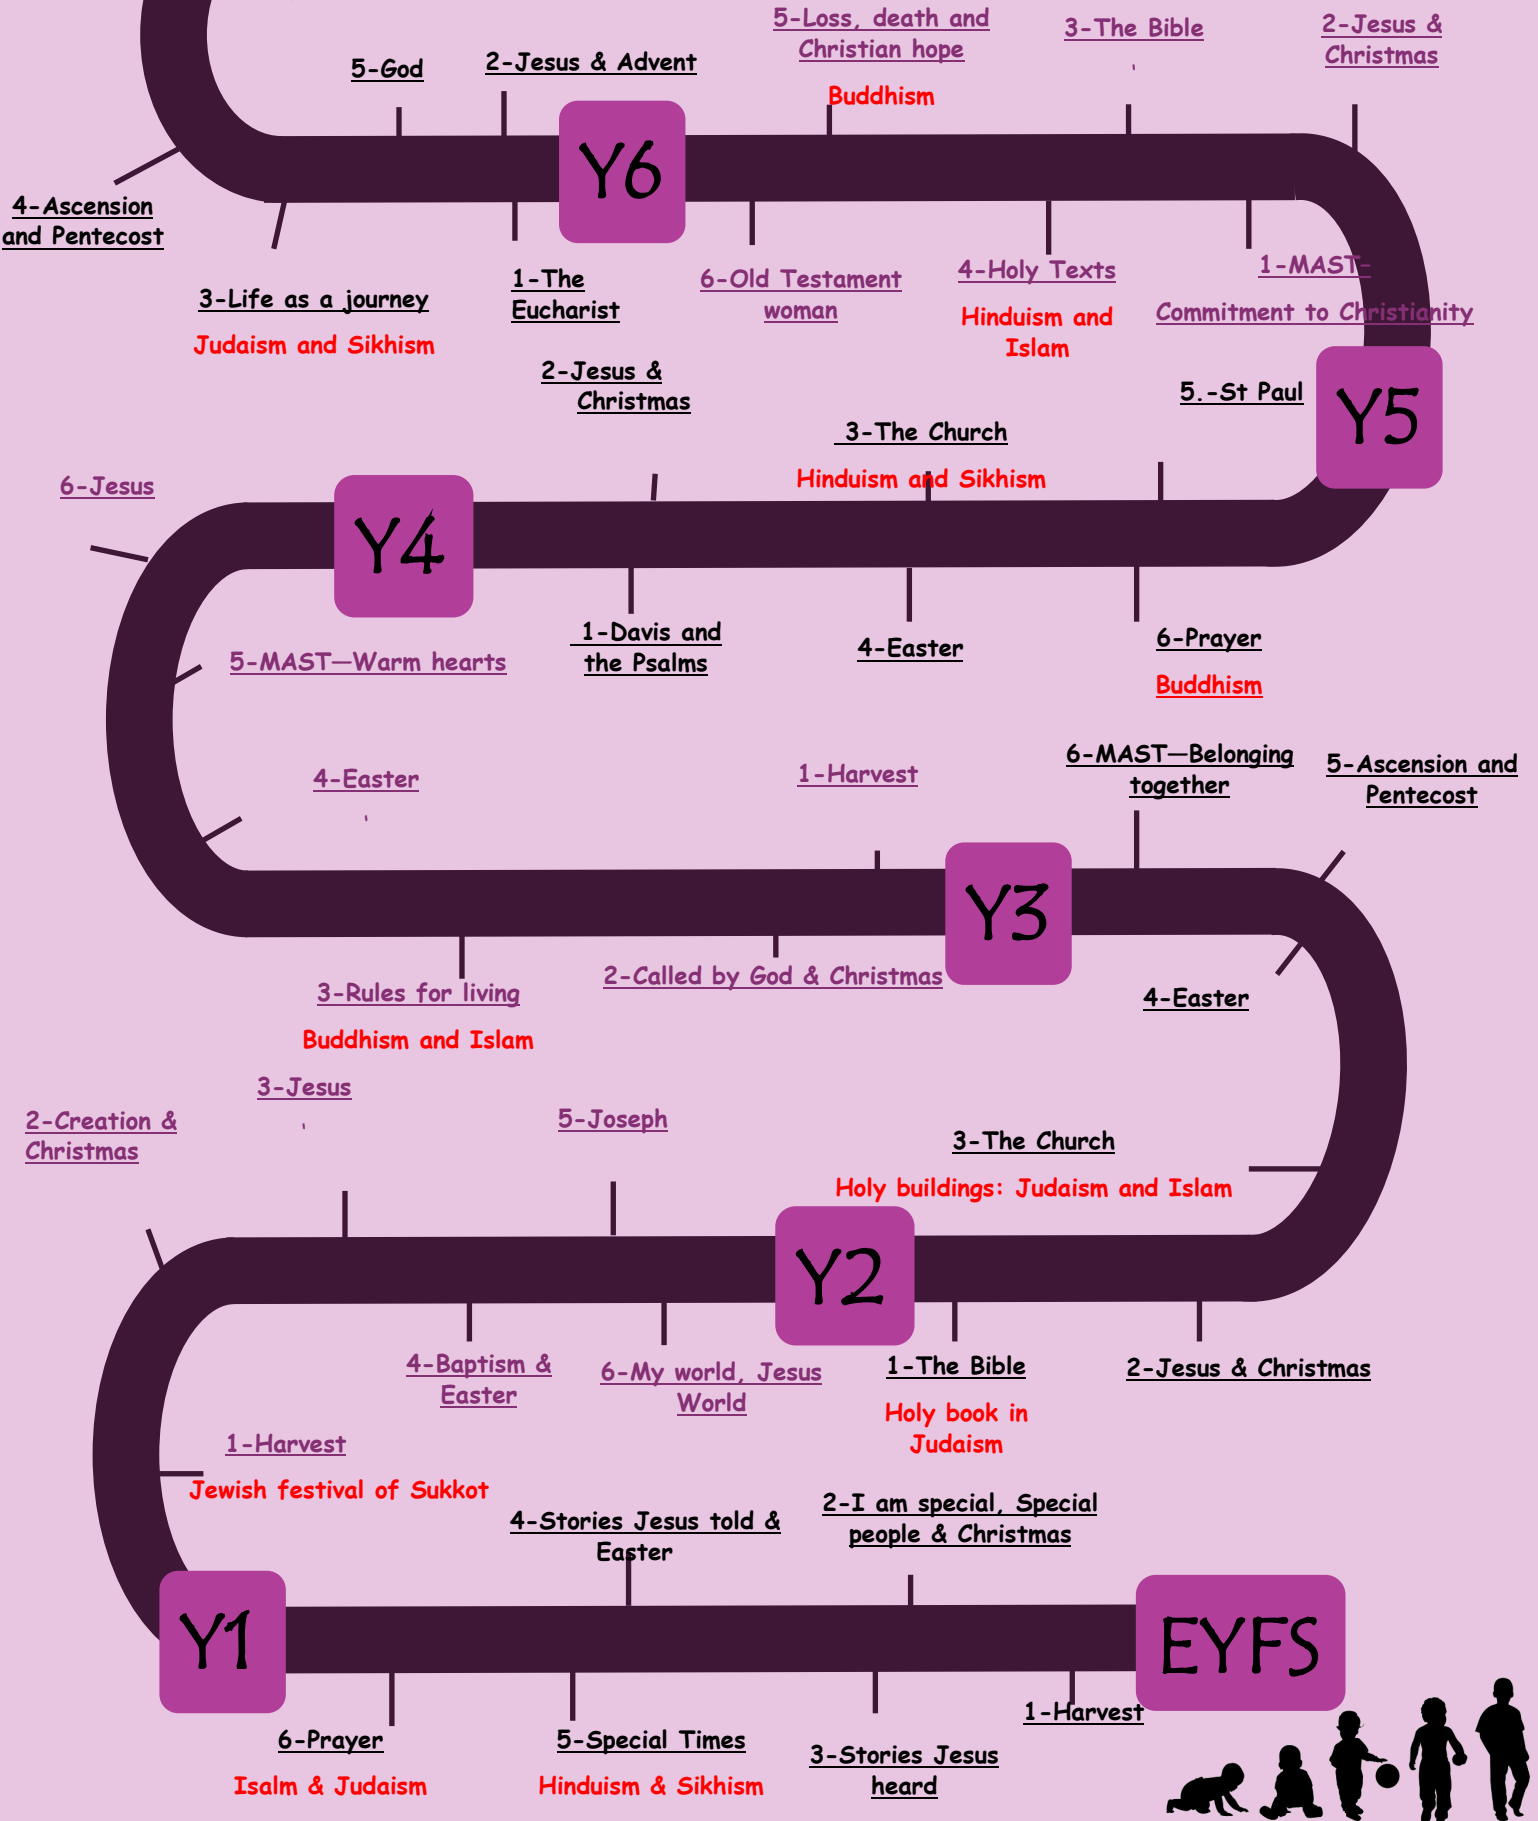 5-Loss, death and
Christian hope
Buddhism
3-The Bible
2-Jesus &
Christmas
5-God
2-Jesus & Advent
Y6
4-Ascension
and Pentecost
3-Life as a journey
Judaism and Sikhism
1-The
Eucharist
6-Old Testament
woman
4-Holy Texts
Hinduism and
Islam
1-MAST-
Commitment to Christianity
Y5
2-Jesus &
Christmas
3-The Church
Hinduism and Sikhism
5.-St Paul
6-Jesus
Y4
5-MAST—Warm hearts
1-Davis and
the Psalms
4-Easter
6-Prayer
Buddhism
4-Easter
1-Harvest
6-MAST—Belonging
together
5-Ascension and
Pentecost
Y3
3-Rules for living
Buddhism and Islam
2-Called by God & Christmas
4-Easter
2-Creation &
Christmas
3-Jesus
5-Joseph
3-The Church
Holy buildings: Judaism and Islam
Y2
4-Baptism &
Easter
6-My world, Jesus
World
1-The Bible
Holy book in
Judaism
2-Jesus & Christmas
1-Harvest
Jewish festival of Sukkot
4-Stories Jesus told &
Easter
2-I am special, Special
people & Christmas
Y1
EYFS
6-Prayer
Isalm & Judaism
5-Special Times
Hinduism & Sikhism
3-Stories Jesus
heard
1-Harvest